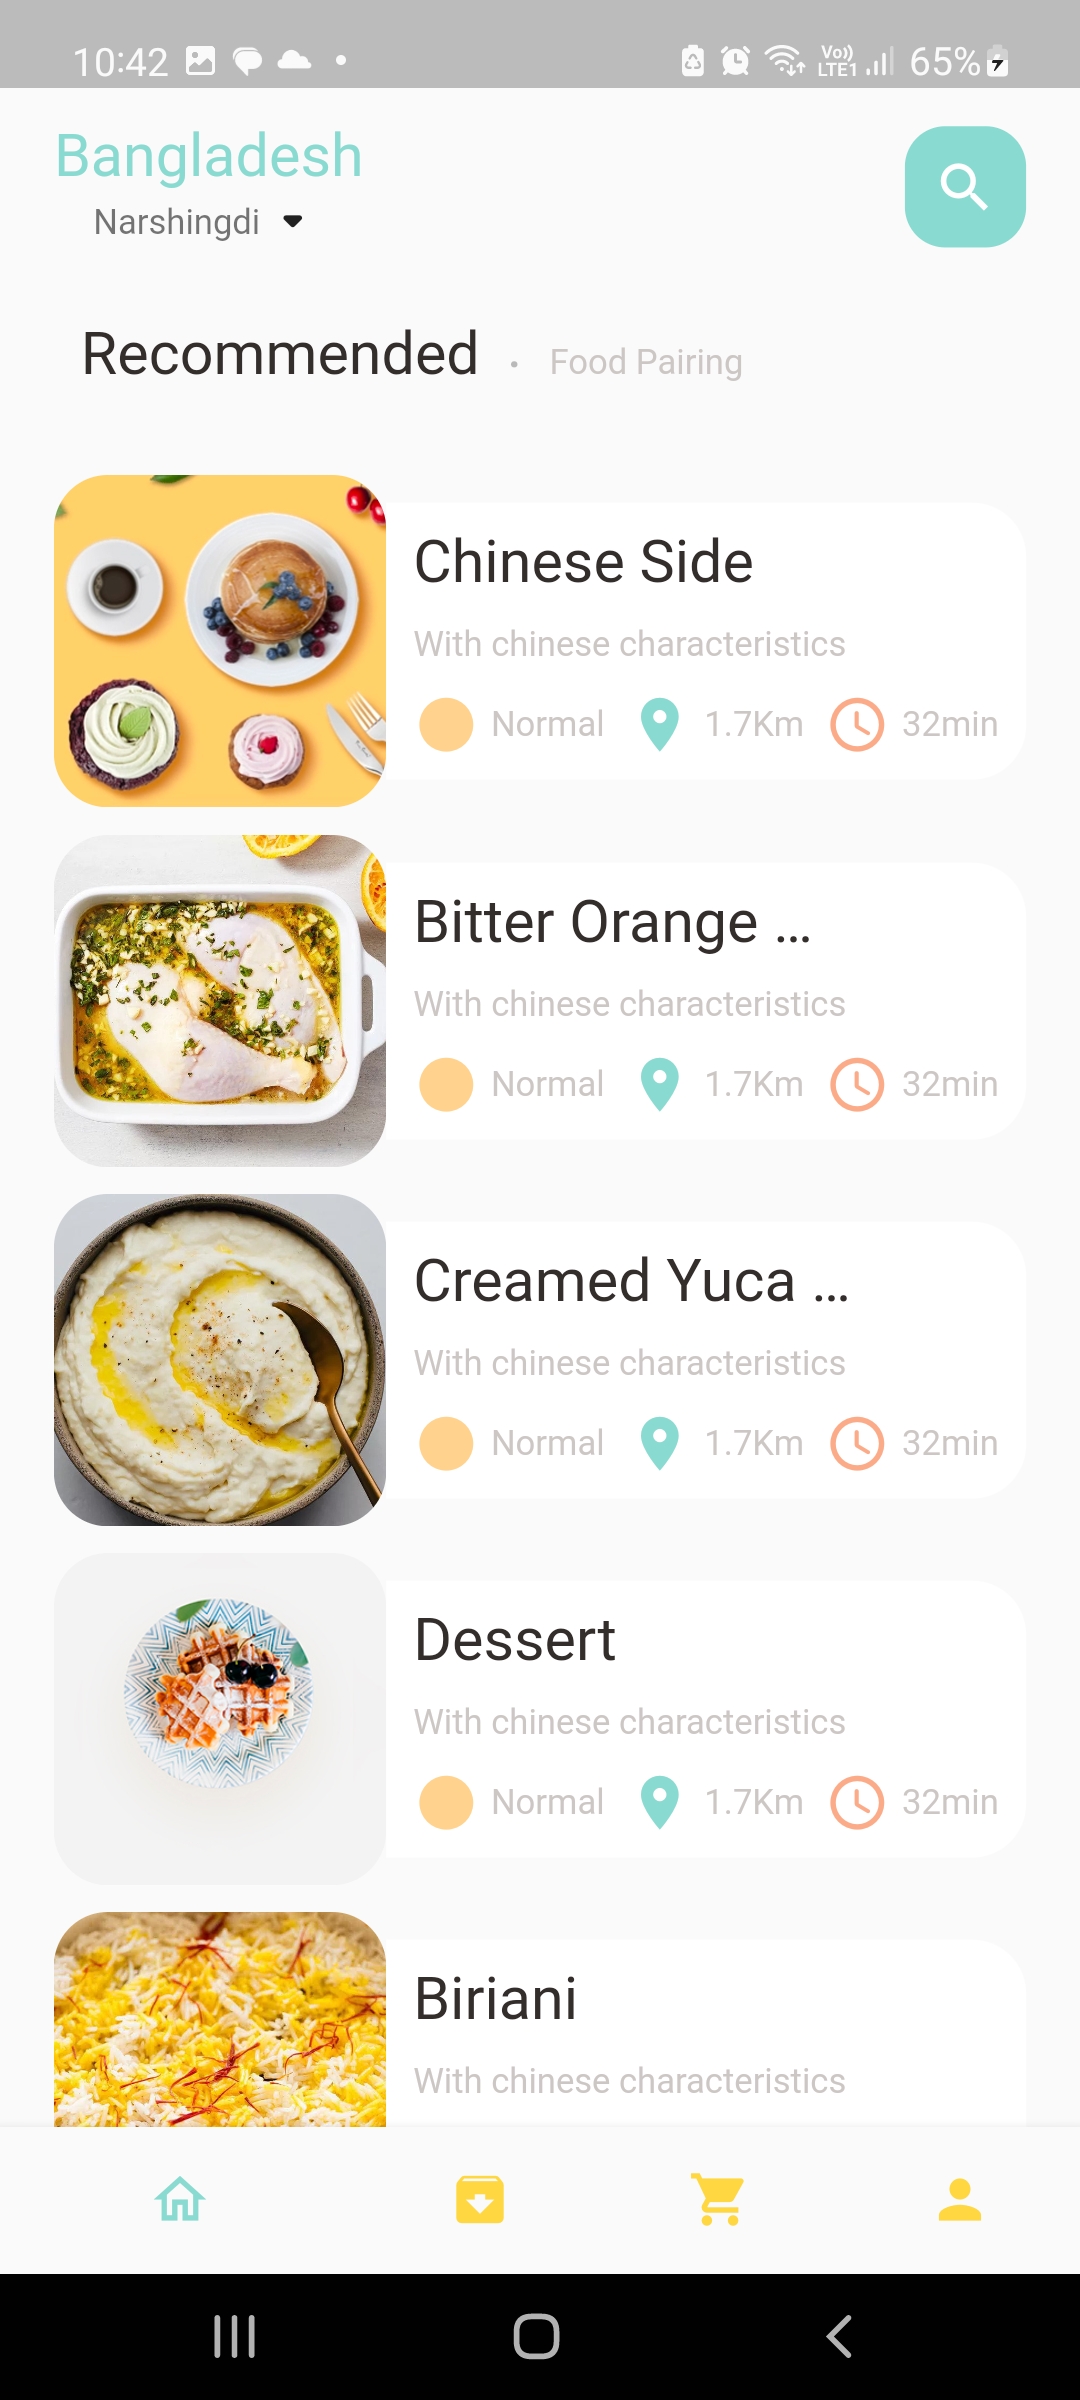 10:42 Vo)) LTE1 65%
Bangladesh
Narshingdi
Recommended · Food Pairing
Chinese Side
With chinese characteristics
Normal 1.7Km 32min
Bitter Orange ...
With chinese characteristics
Normal 1.7Km 32min
Creamed Yuca ...
With chinese characteristics
Normal 1.7Km 32min
Dessert
With chinese characteristics
Normal 1.7Km 32min
Biriani
With chinese characteristics